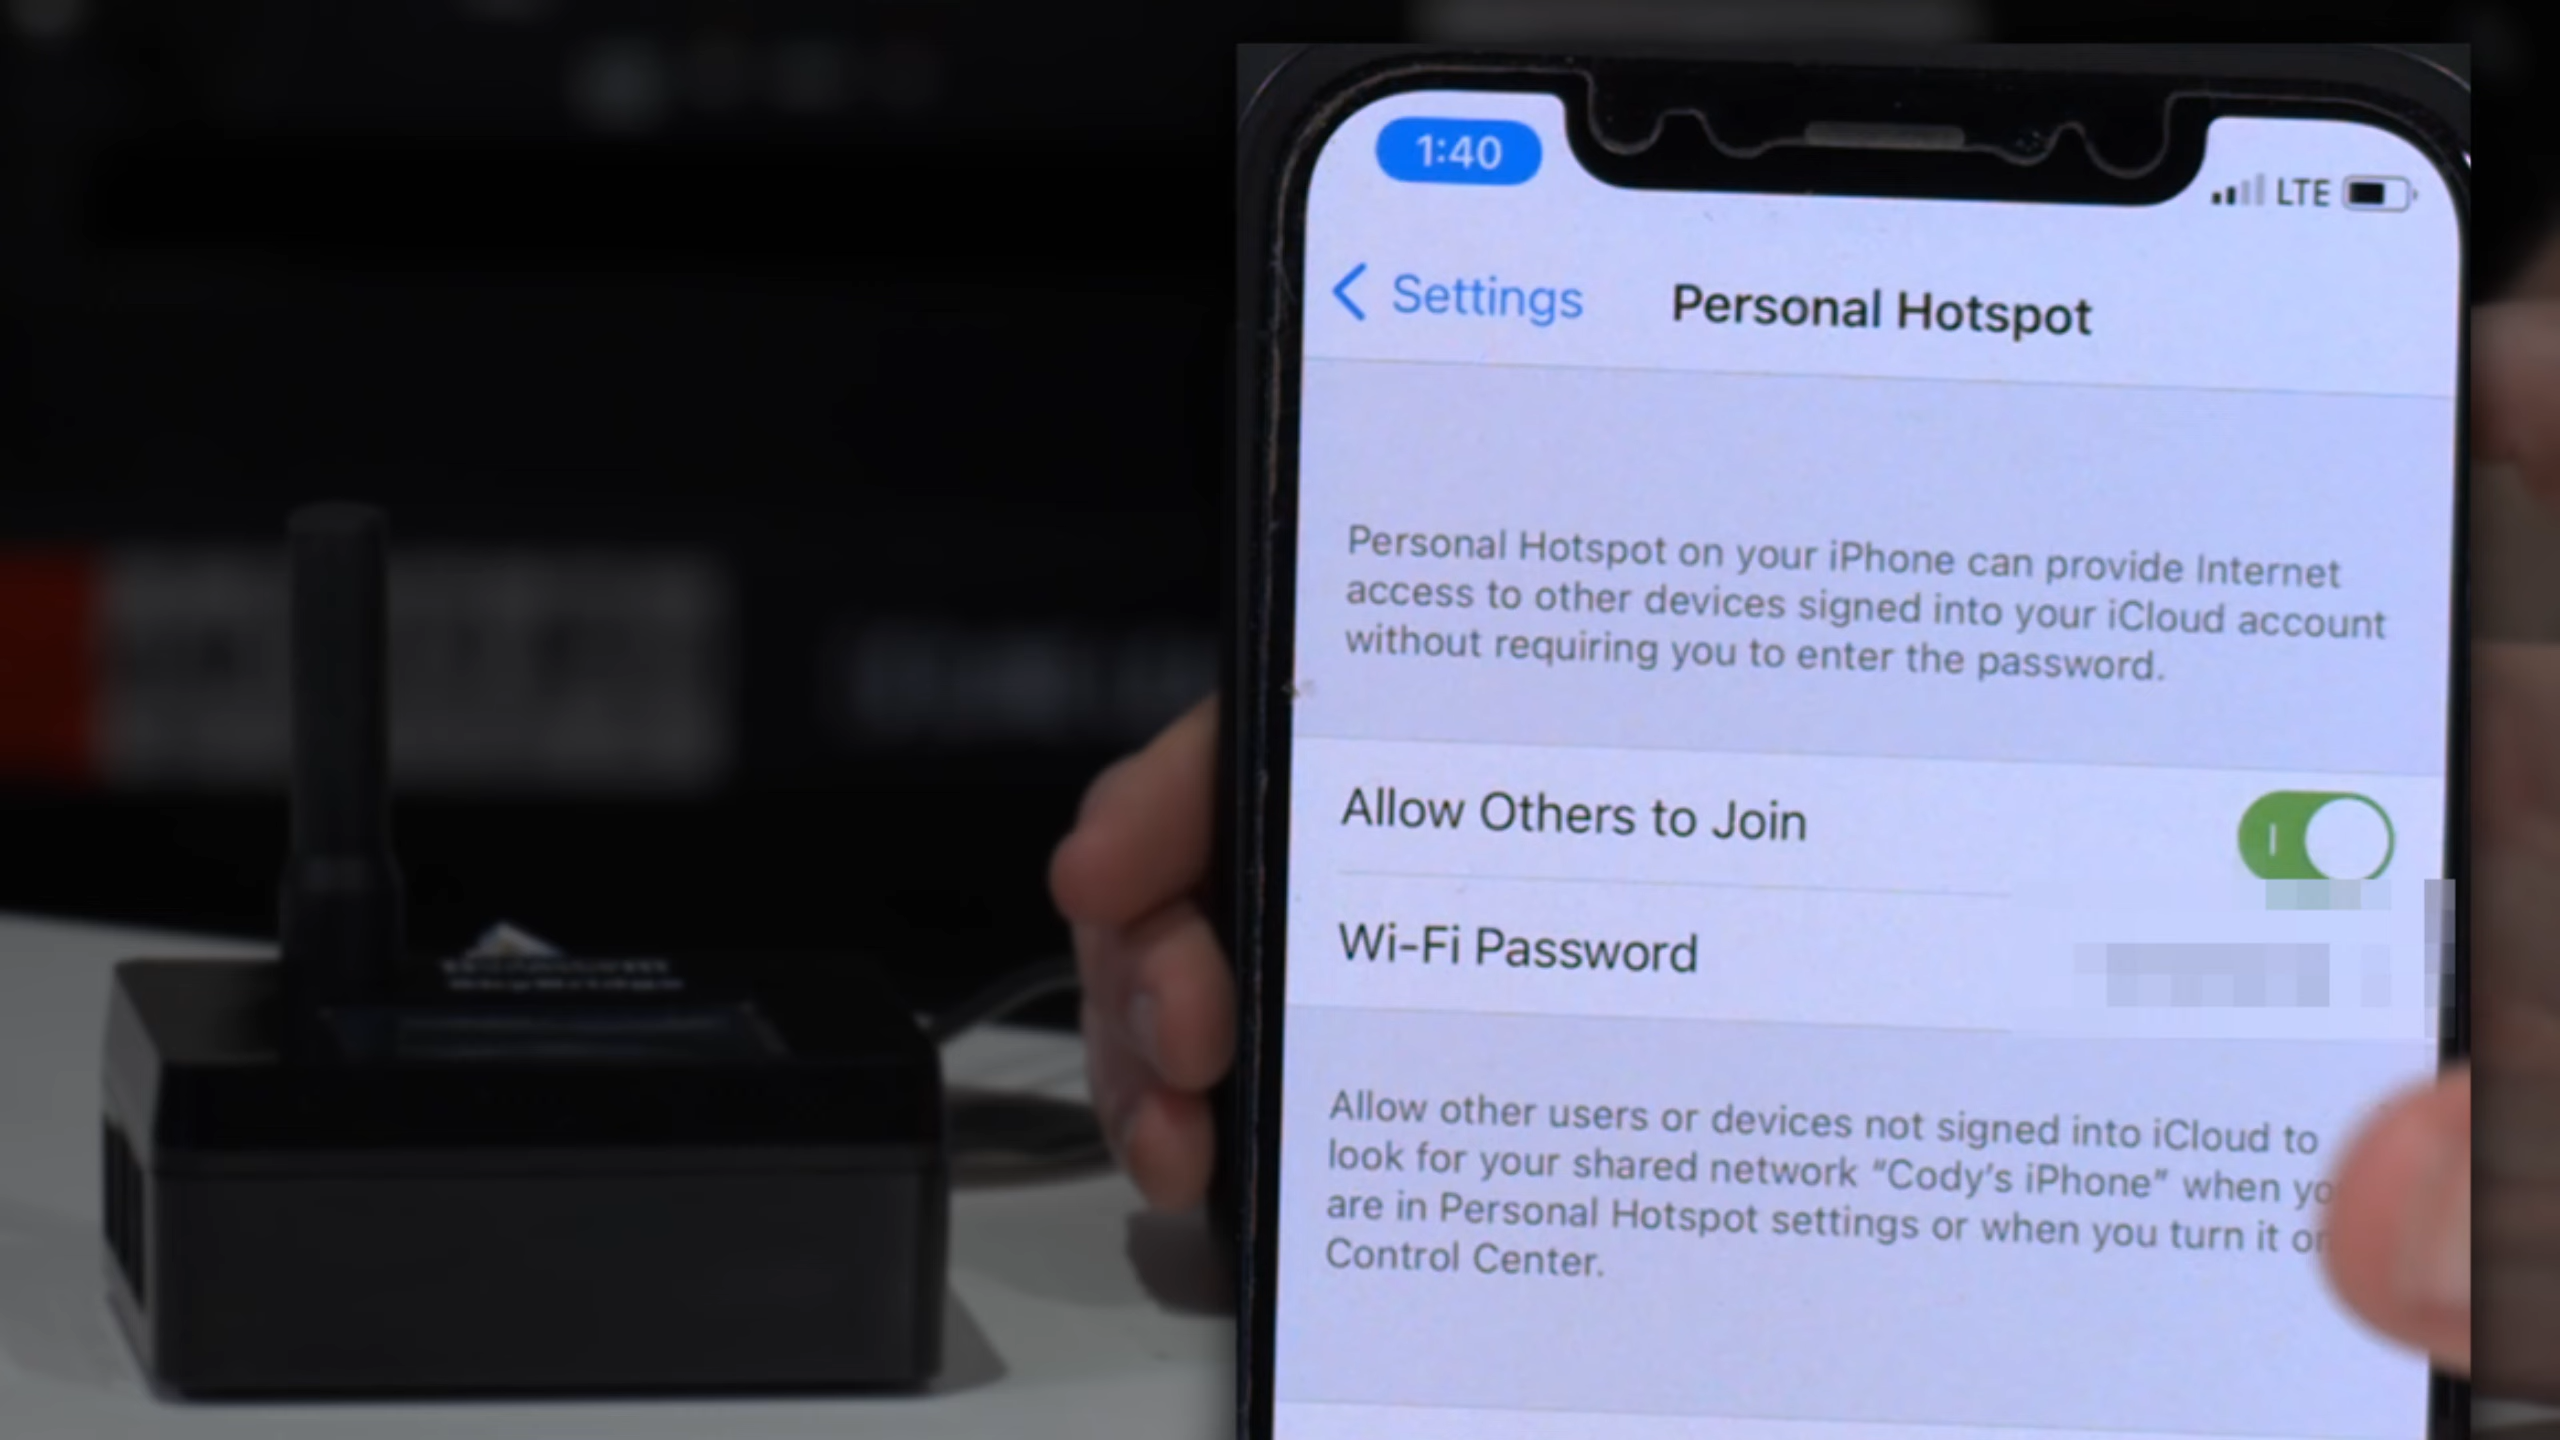 1:40
LTE
Settings
Personal Hotspot
Personal Hotspot on your iPhone can provide Internet
access to other devices signed into your iCloud account
without requiring you to enter the password.
Allow Others to Join
Wi-Fi Password
Allow other users or devices not signed into iCloud to
look for your shared network “Cody’s iPhone” when
are in Personal Hotspot settings or when you turn it
Control Center.